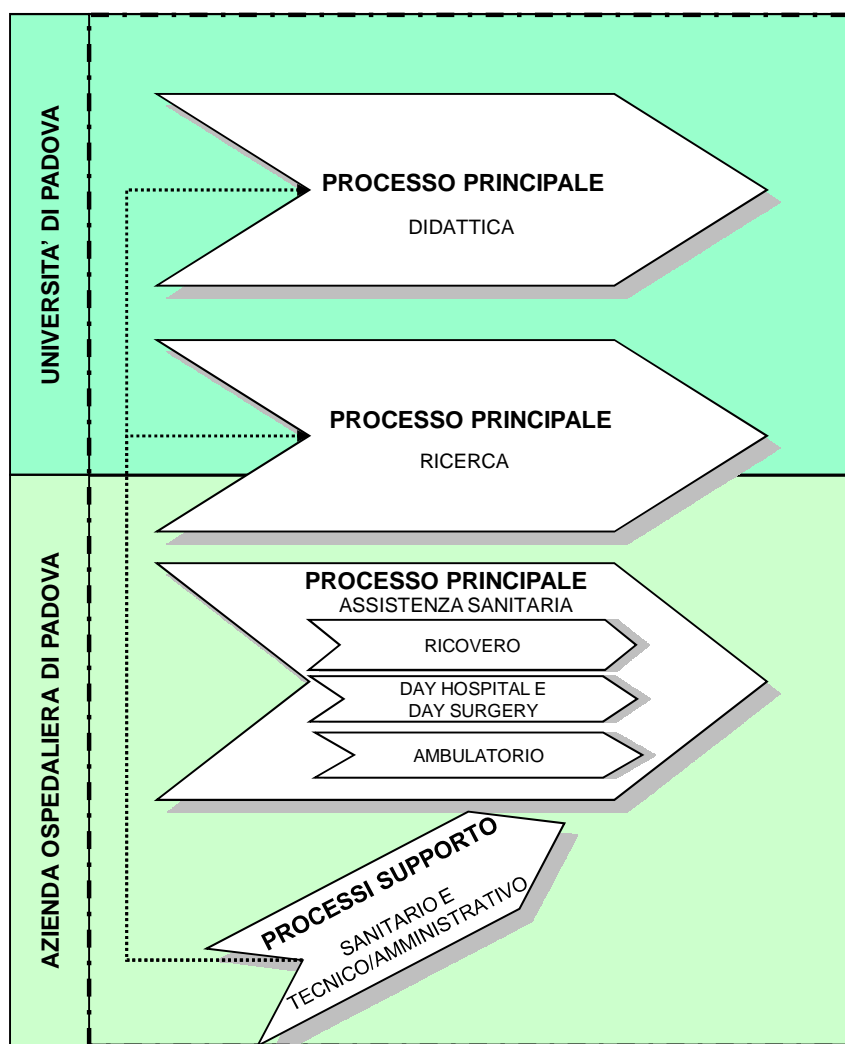 UNIVERSITA’ DI PADOVA
PROCESSO PRINCIPALE
DIDATTICA
PROCESSO PRINCIPALE
RICERCA
AZIENDA OSPEDALIERA DI PADOVA
PROCESSO PRINCIPALE
ASSISTENZA SANITARIA
RICOVERO
DAY HOSPITAL E
DAY SURGERY
AMBULATORIO
PROCESSI SUPPORTO
SANITARIO E
TECNICO/AMMINISTRATIVO